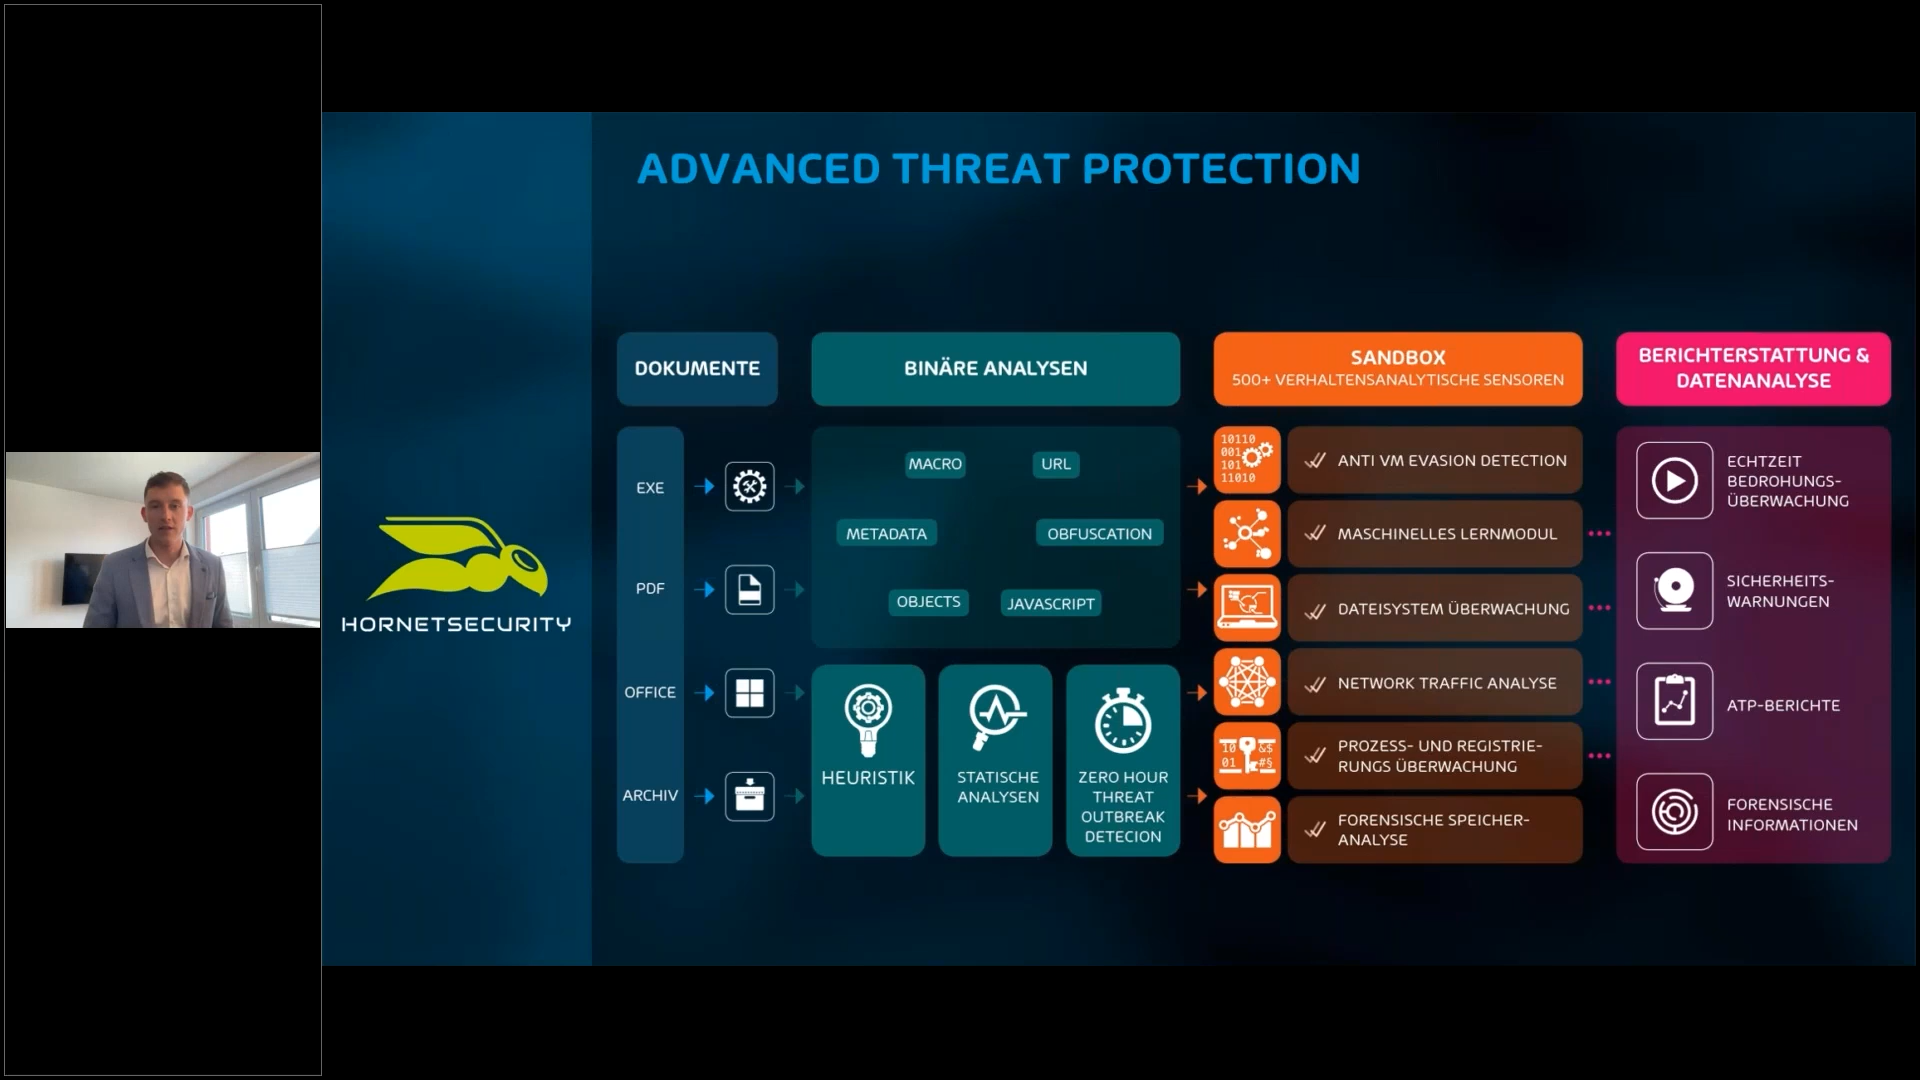 ADVANCED THREAT PROTECTION
HORNETSECURITY
DOKUMENTE
EXE
PDF
OFFICE
ARCHIV
BINÄRE ANALYSEN
MACRO
URL
METADATA
OBFUSCATION
OBJECTS
JAVASCRIPT
HEURISTIK
STATISCHE
ANALYSEN
ZERO HOUR
THREAT
OUTBREAK
DETECION
SANDBOX
500+ VERHALTENSANALYTISCHE SENSOREN
10110
001
101
11010
ANTI VM EVASION DETECTION
MASCHINELLES LERNMODUL
DATEISYSTEM ÜBERWACHUNG
NETWORK TRAFFIC ANALYSE
10 &$
01 #§
PROZESS- UND REGISTRIE-
RUNGS ÜBERWACHUNG
FORENSISCHE SPEICHER-
ANALYSE
BERICHTERSTATTUNG &
DATENANALYSE
ECHTZEIT
BEDROHUNGS-
ÜBERWACHUNG
SICHERHEITS-
WARNUNGEN
ATP-BERICHTE
FORENSISCHE
INFORMATIONEN